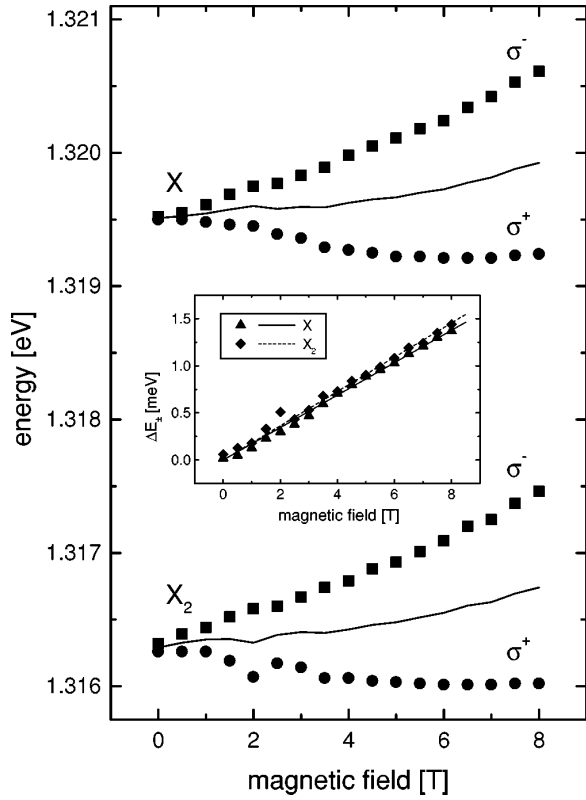 1.321
1.320
1.319
1.318
1.317
1.316
energy [eV]
σ⁻
X
σ⁺
1.5
1.0
0.5
0.0
ΔE± [meV]
X
X₂
0 2 4 6 8
magnetic field [T]
σ⁻
X₂
σ⁺
0 2 4 6 8
magnetic field [T]